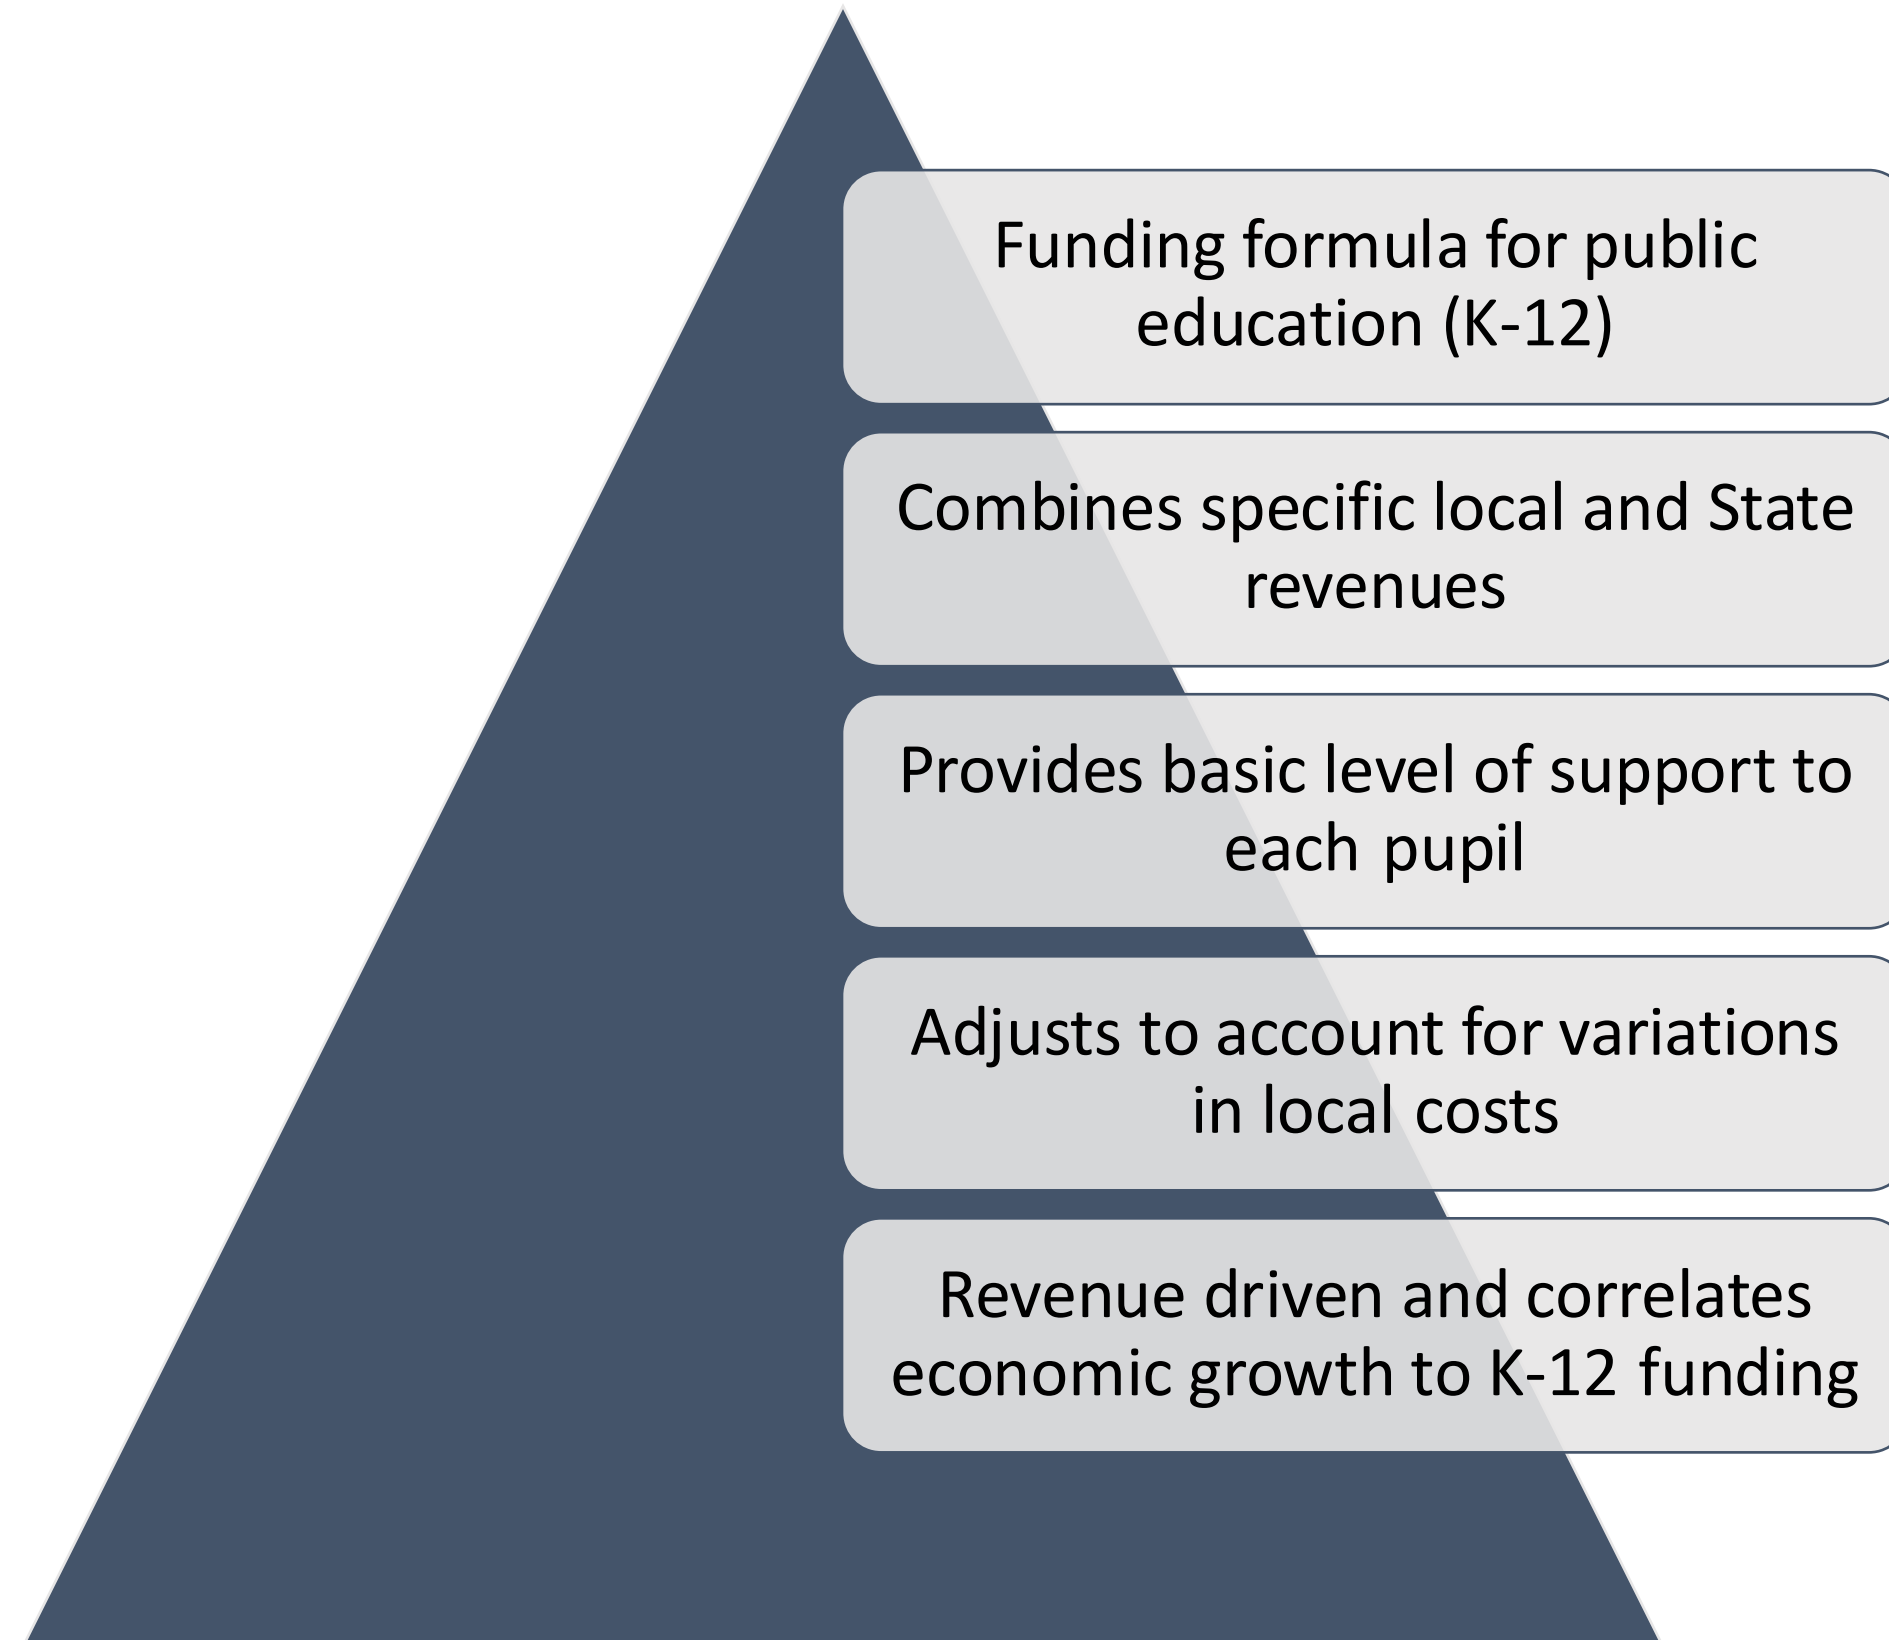 Funding formula for public
education (K-12)
Combines specific local and State
revenues
Provides basic level of support to
each pupil
Adjusts to account for variations
in local costs
Revenue driven and correlates
economic growth to K-12 funding